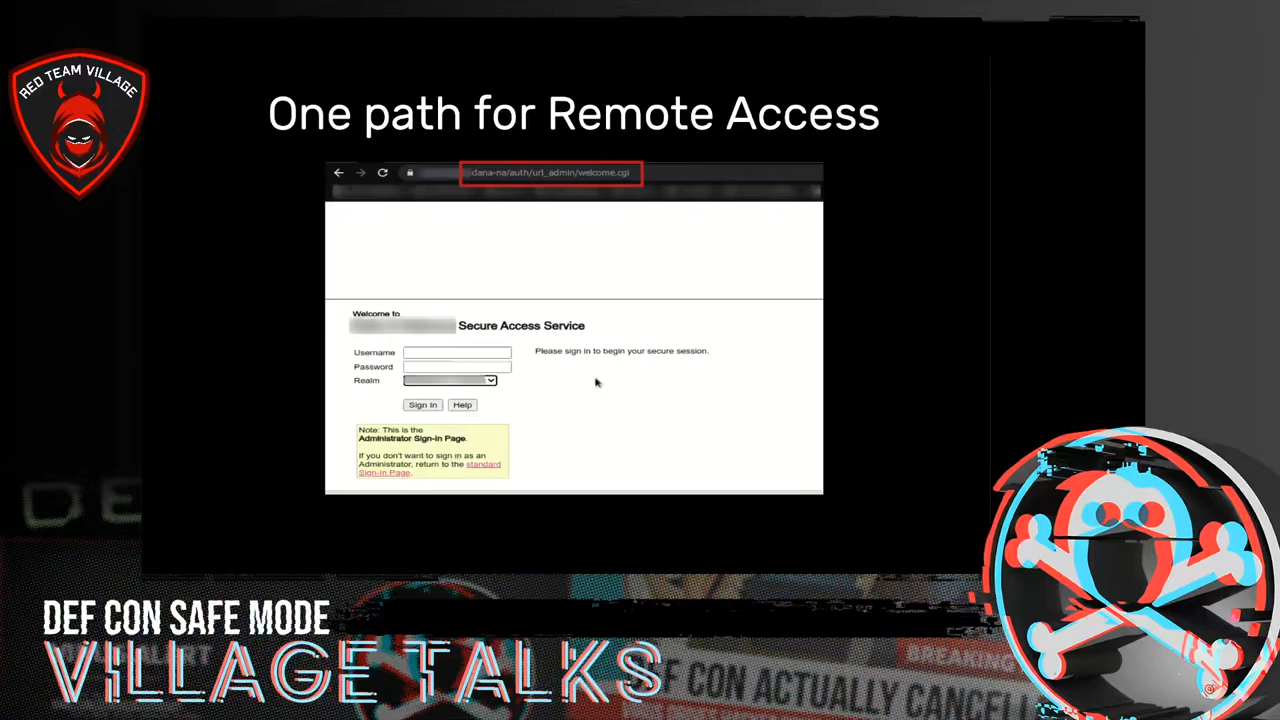 RED TEAM VILLAGE
One path for Remote Access
dana-na/auth/url_admin/welcome.cgi
Welcome to
Secure Access Service
Username
Please sign in to begin your secure session.
Password
Realm
Sign In
Help
Note: This is the
Administrator Sign-in Page.
If you don't want to sign in as an
Administrator, return to the standard
Sign-in Page.
DE
DEF CON SAFE MODE
VILLAGE TALKS
BREAKING
DEF CON ACTUALLY CANCEL